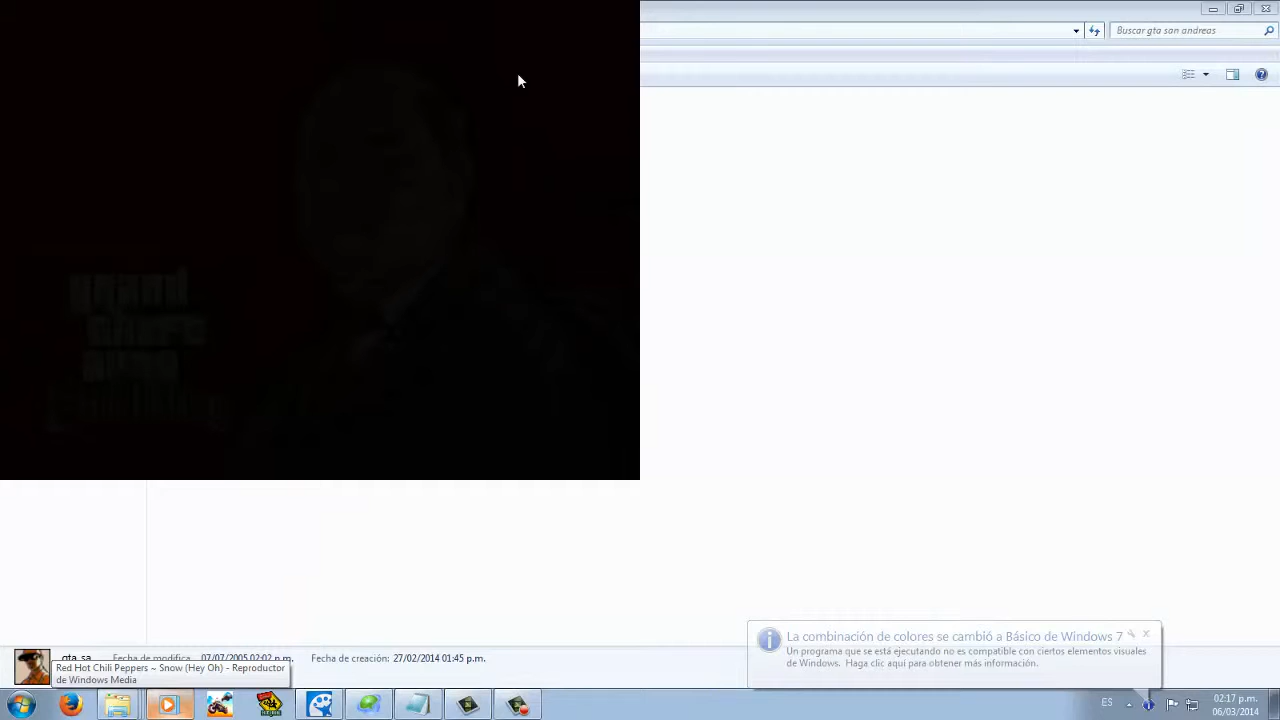 Buscar gta san andreas
grand
theft
auto
gta_sa
Fecha de modifica... 07/07/2005 02:02 p.m.
Fecha de creación: 27/02/2014 01:45 p.m.
Red Hot Chili Peppers ~ Snow (Hey Oh) - Reproductor
de Windows Media
La combinación de colores se cambió a Básico de Windows 7
Un programa que se está ejecutando no es compatible con ciertos elementos visuales
de Windows. Haga clic aquí para obtener más información.
ES
02:17 p.m.
06/03/2014